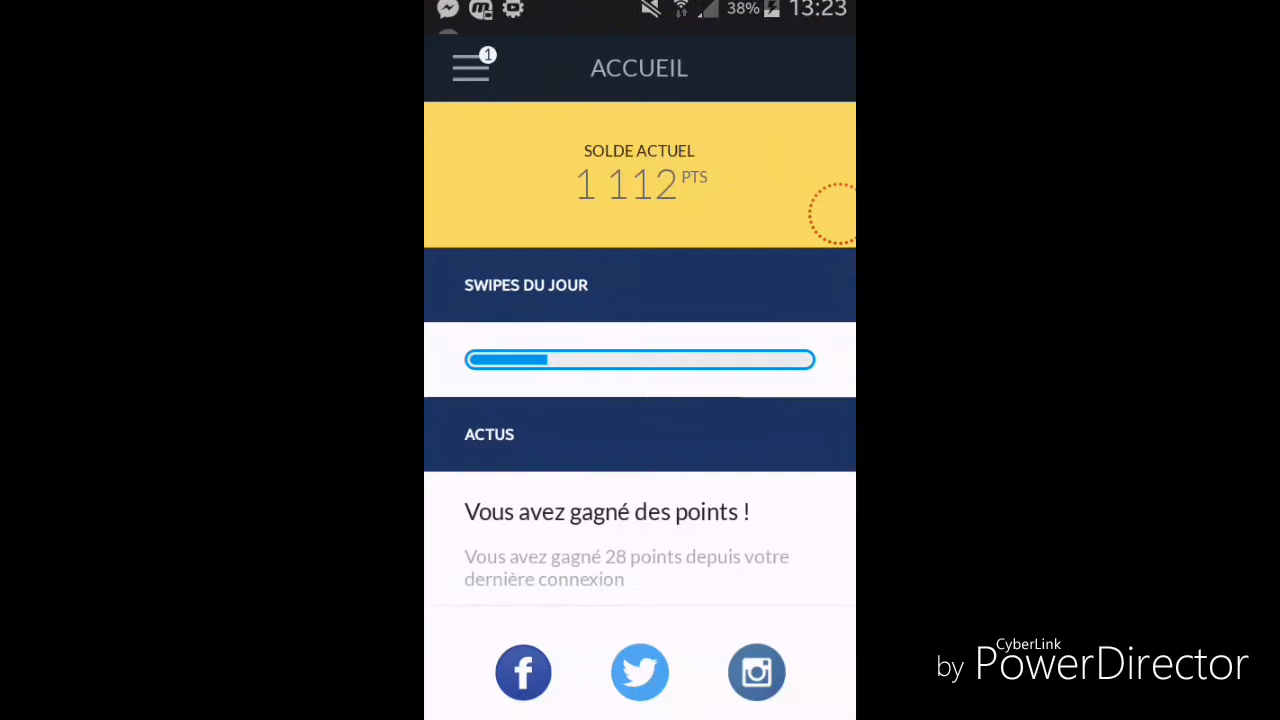 38% 13:23
1
ACCUEIL
SOLDE ACTUEL
1 112 PTS
SWIPES DU JOUR
ACTUS
Vous avez gagné des points !
Vous avez gagné 28 points depuis votre
dernière connexion
CyberLink
by PowerDirector